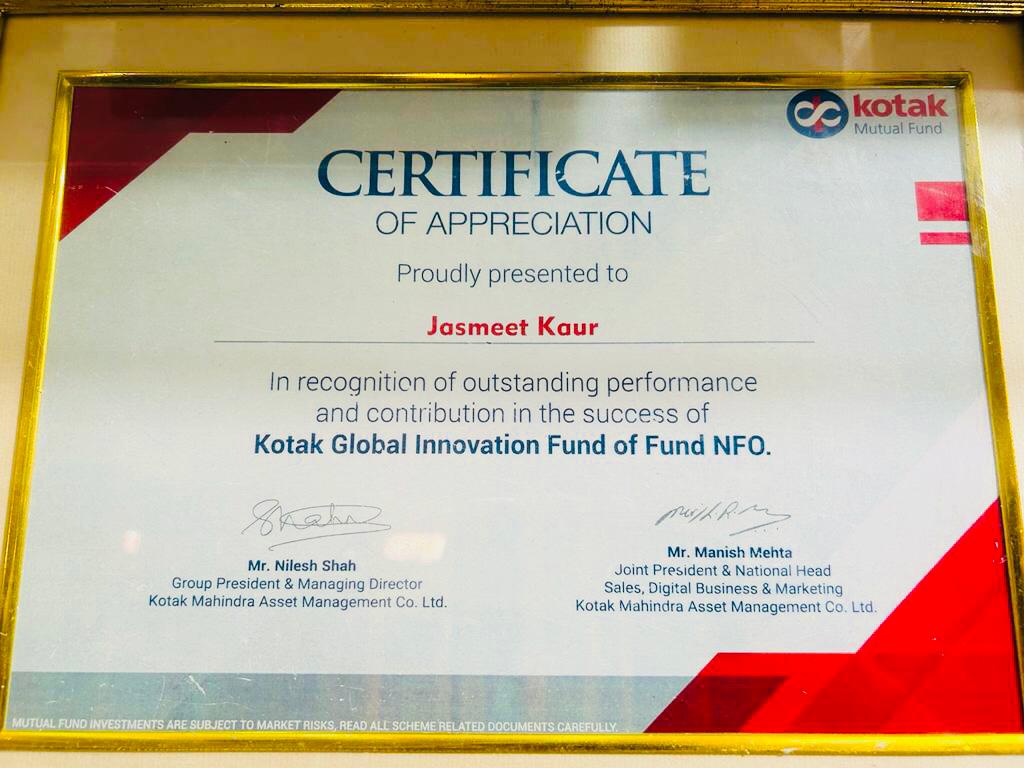 kotak
Mutual Fund
CERTIFICATE
OF APPRECIATION
Proudly presented to
Jasmeet Kaur
In recognition of outstanding performance
and contribution in the success of
Kotak Global Innovation Fund of Fund NFO.
Mr. Nilesh Shah
Group President & Managing Director
Kotak Mahindra Asset Management Co. Ltd.
Mr. Manish Mehta
Joint President & National Head
Sales, Digital Business & Marketing
Kotak Mahindra Asset Management Co. Ltd.
MUTUAL FUND INVESTMENTS ARE SUBJECT TO MARKET RISKS, READ ALL SCHEME RELATED DOCUMENTS CAREFULLY.